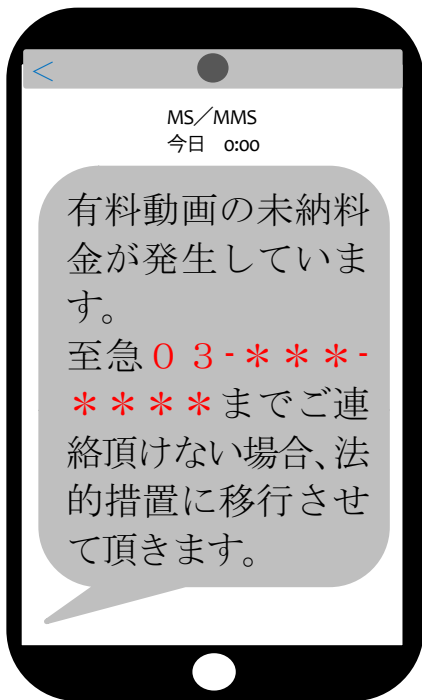 <
MS／MMS
今日 0:00
有料動画の未納料
金が発生していま
す。
至急０３-＊＊＊-
＊＊＊＊までご連
絡頂けない場合、法
的措置に移行させ
て頂きます。